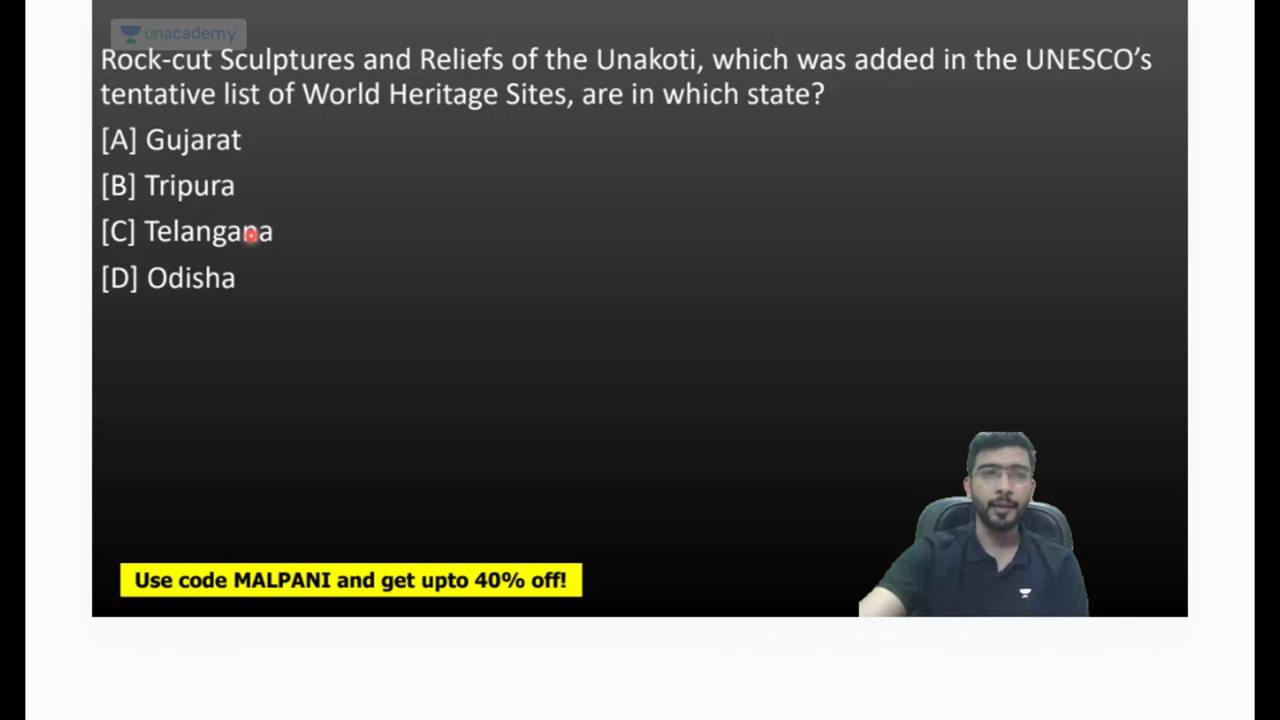 unacademy
Rock-cut Sculptures and Reliefs of the Unakoti, which was added in the UNESCO’s
tentative list of World Heritage Sites, are in which state?
[A] Gujarat
[B] Tripura
[C] Telangana
[D] Odisha
Use code MALPANI and get upto 40% off!